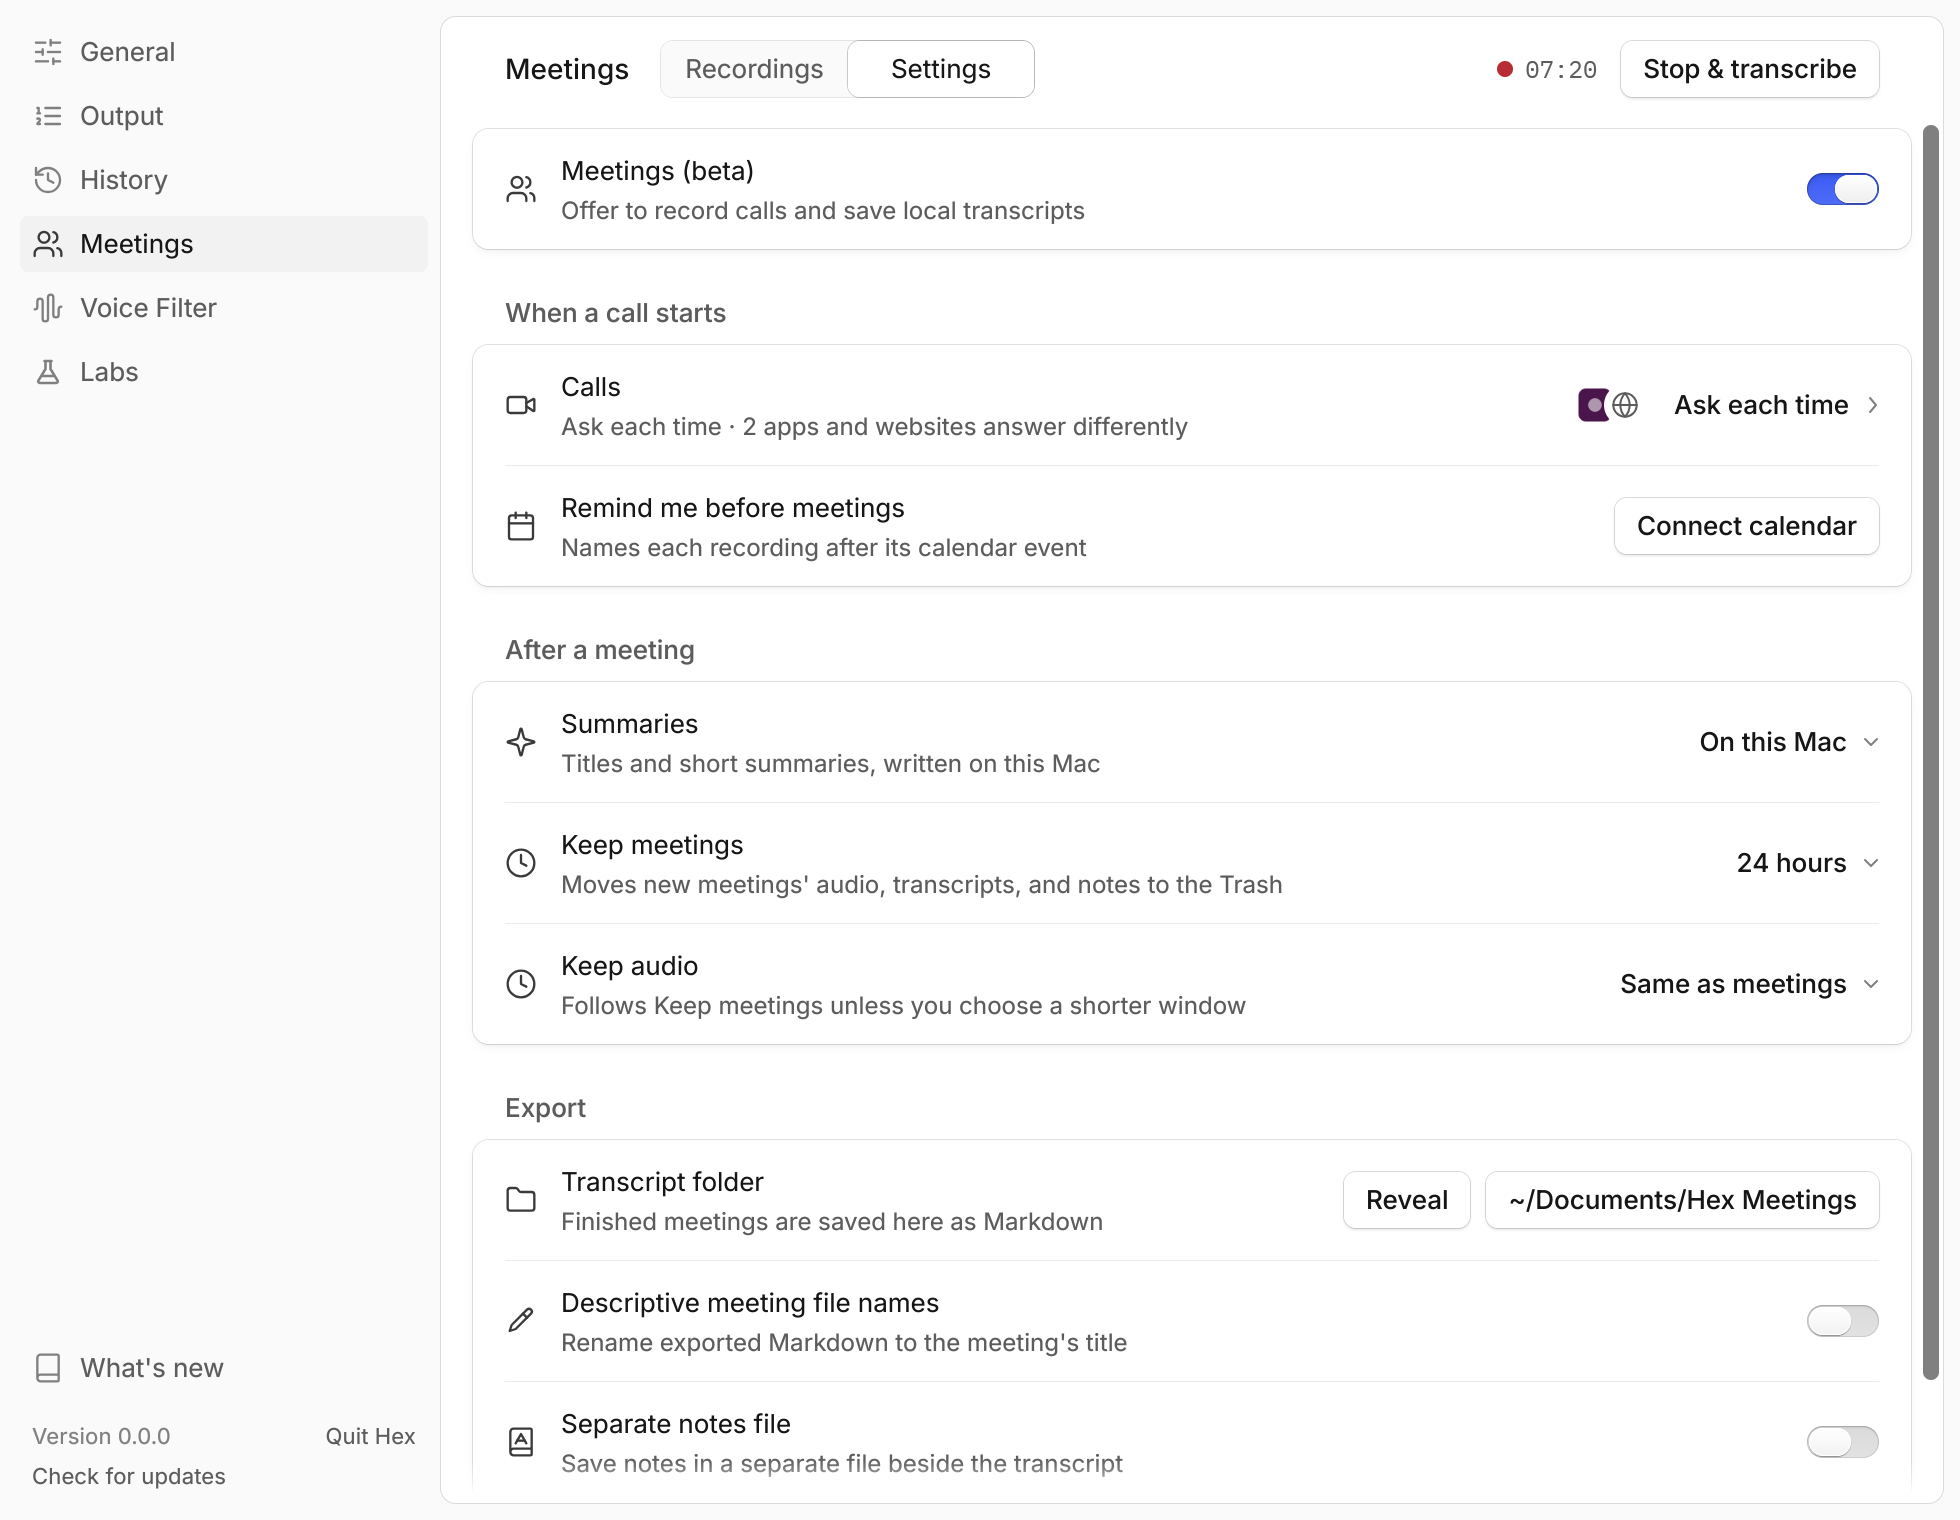 General
Output
History
Meetings
Voice Filter
Labs
What's new
Version 0.0.0
Quit Hex
Check for updates
Meetings
Recordings
Settings
07:20
Stop & transcribe
Meetings (beta)
Offer to record calls and save local transcripts
When a call starts
Calls
Ask each time · 2 apps and websites answer differently
Ask each time
Remind me before meetings
Names each recording after its calendar event
Connect calendar
After a meeting
Summaries
Titles and short summaries, written on this Mac
On this Mac
Keep meetings
Moves new meetings' audio, transcripts, and notes to the Trash
24 hours
Keep audio
Follows Keep meetings unless you choose a shorter window
Same as meetings
Export
Transcript folder
Finished meetings are saved here as Markdown
Reveal
~/Documents/Hex Meetings
Descriptive meeting file names
Rename exported Markdown to the meeting's title
Separate notes file
Save notes in a separate file beside the transcript